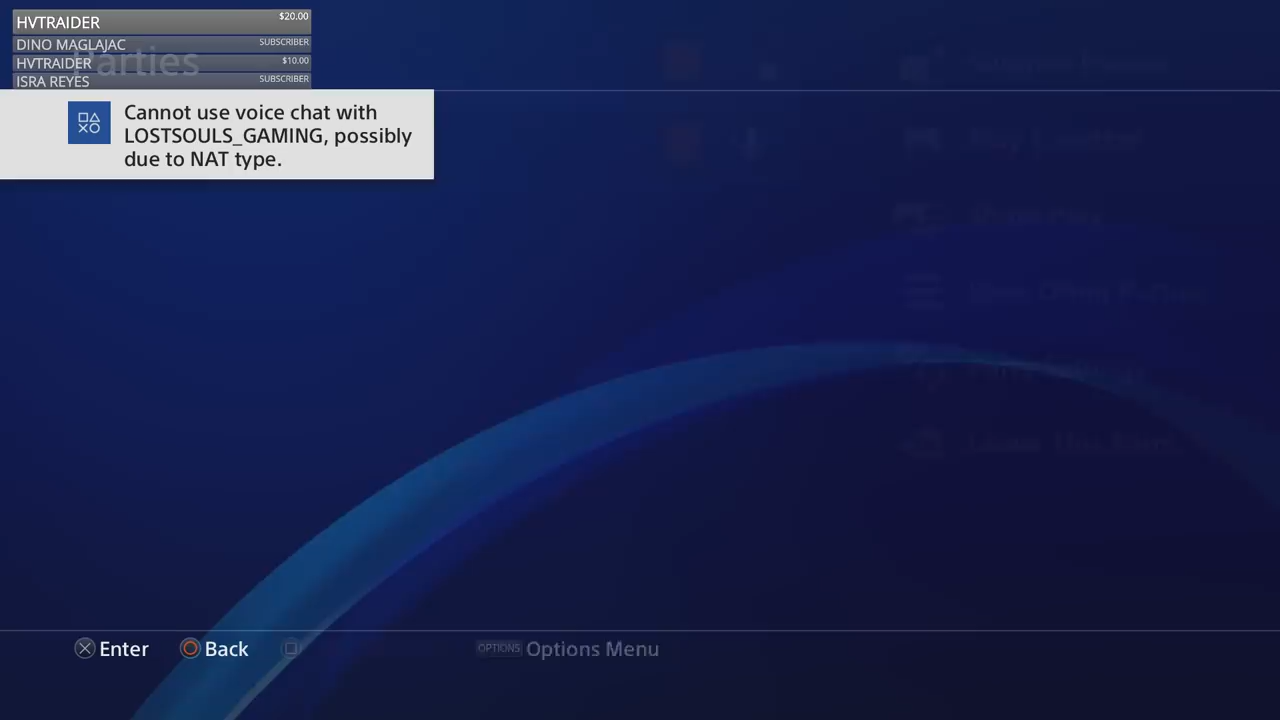 HVTRAIDER $20.00
DINO MAGLAJAC SUBSCRIBER
Parties
HVTRAIDER $10.00
ISRA REYES SUBSCRIBER
Cannot use voice chat with
LOSTSOULS_GAMING, possibly
due to NAT type.
Enter Back OPTIONS Options Menu